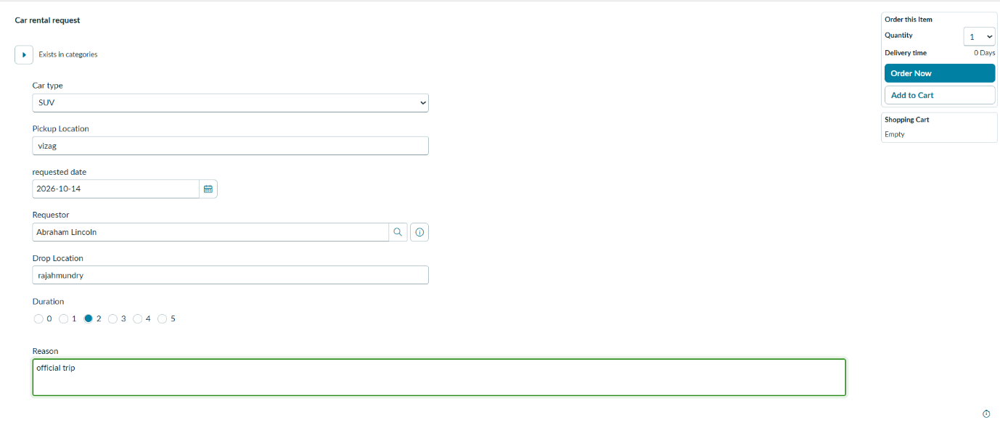 Car rental request
Exists in categories
Car type
SUV
Pickup Location
vizag
requested date
2026-10-14
Requestor
Abraham Lincoln
Drop Location
rajahmundry
Duration
0 1 2 3 4 5
Reason
official trip
Order this Item
Quantity 1
Delivery time 0 Days
Order Now
Add to Cart
Shopping Cart
Empty